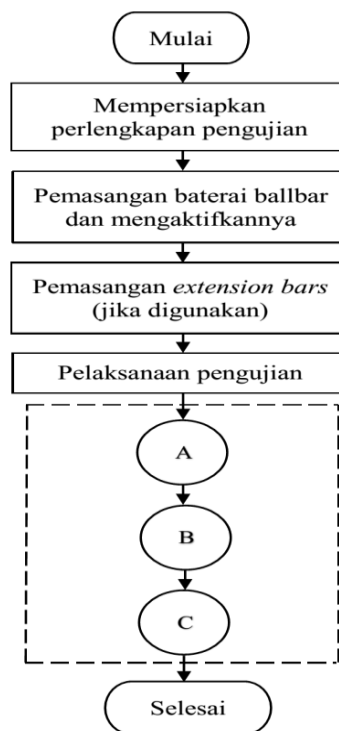 Mulai
Mempersiapkan
perlengkapan pengujian
Pemasangan baterai ballbar
dan mengaktifkannya
Pemasangan extension bars
(jika digunakan)
Pelaksanaan pengujian
A
B
C
Selesai